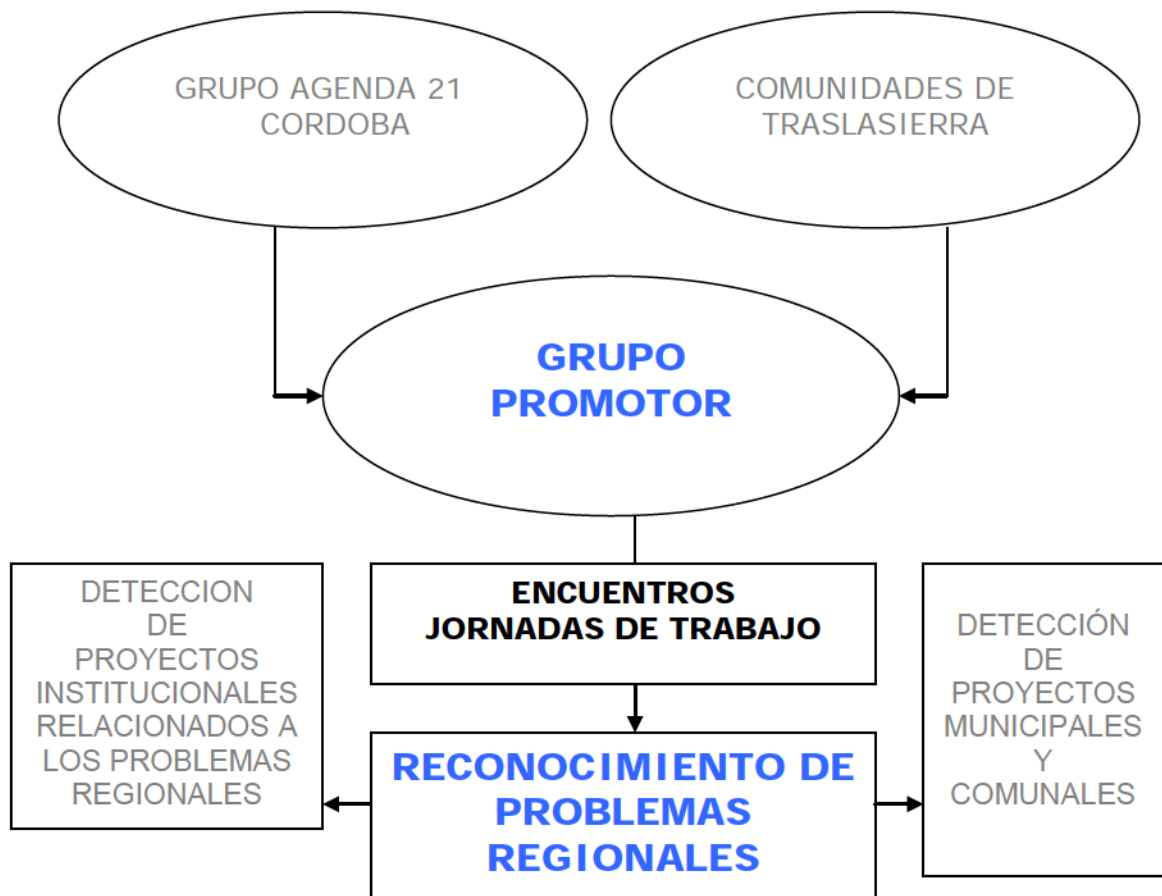 GRUPO AGENDA 21
CORDOBA
COMUNIDADES DE
TRASLASIERRA
GRUPO
PROMOTOR
ENCUENTROS
JORNADAS DE TRABAJO
DETECCION
DE
PROYECTOS
INSTITUCIONALES
RELACIONADOS A
LOS PROBLEMAS
REGIONALES
RECONOCIMIENTO DE
PROBLEMAS
REGIONALES
DETECCIÓN
DE
PROYECTOS
MUNICIPALES
Y
COMUNALES